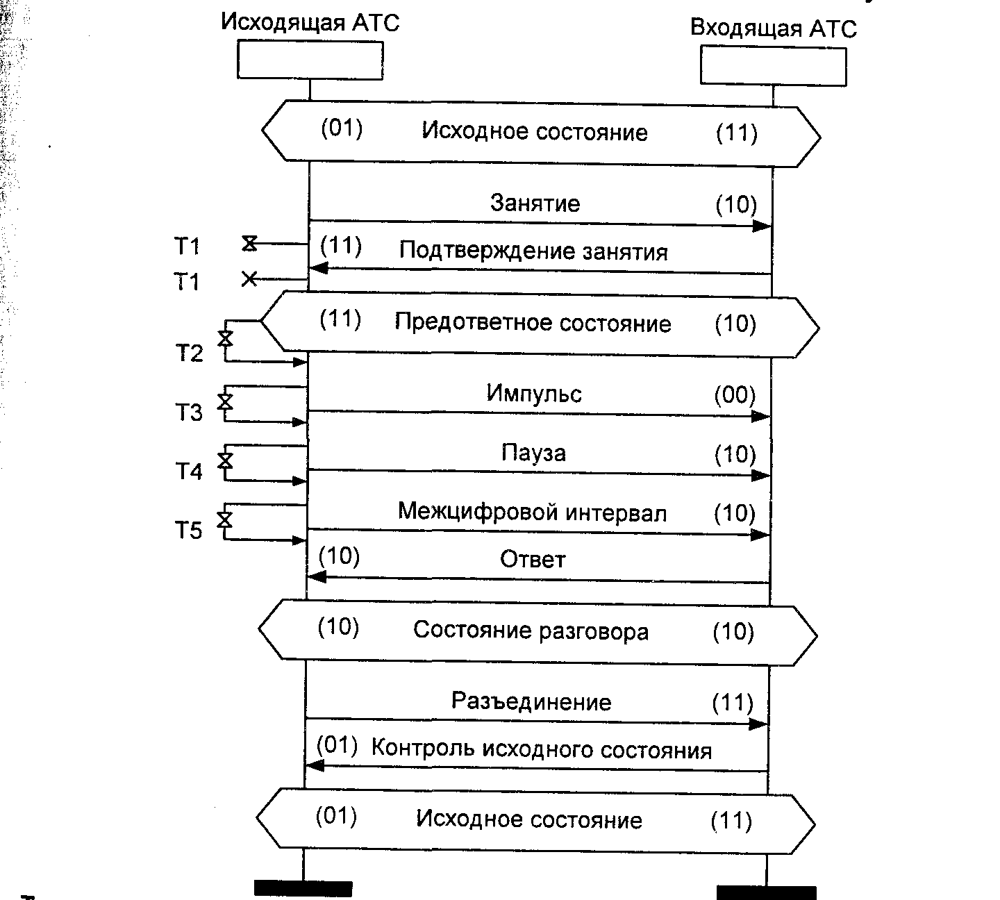 Исходящая АТС
Входящая АТС
(01) Исходное состояние (11)
Занятие (10)
T1 (11) Подтверждение занятия
T1
(11) Предответное состояние (10)
T2
Импульс (00)
T3
Пауза (10)
T4
Межцифровой интервал (10)
T5
(10) Ответ
(10) Состояние разговора (10)
Разъединение (11)
(01) Контроль исходного состояния
(01) Исходное состояние (11)